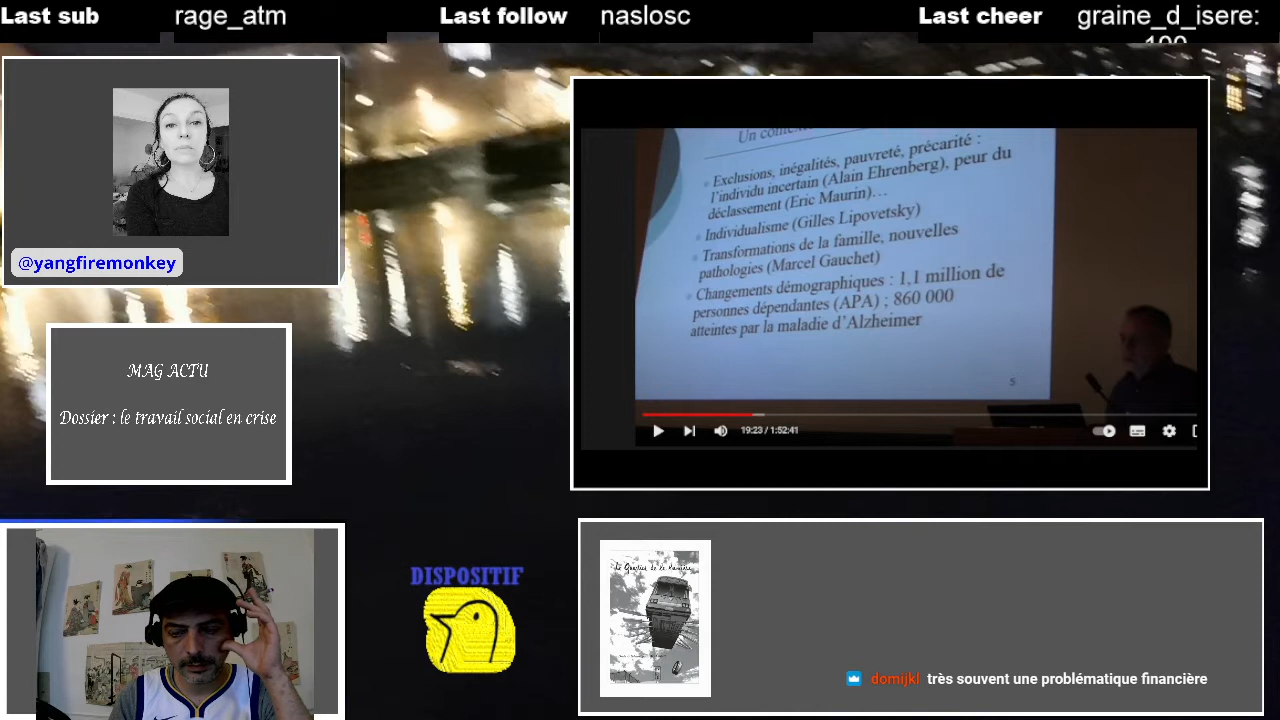 Last sub rage_atm Last follow naslosc Last cheer graine_d_isere:
100
@yangfiremonkey
MAG ACTU
Dossier : le travail social en crise
Exclusions, inégalités, pauvreté, précarité :
l'individu incertain (Alain Ehrenberg), peur du
déclassement (Eric Maurin)…
Individualisme (Gilles Lipovetsky)
Transformations de la famille, nouvelles
pathologies (Marcel Gauchet)
Changements démographiques : 1,1 million de
personnes dépendantes (APA) ; 860 000
atteintes par la maladie d'Alzheimer
5
19:23 / 1:52:41
DISPOSITIF
domijkl très souvent une problématique financière